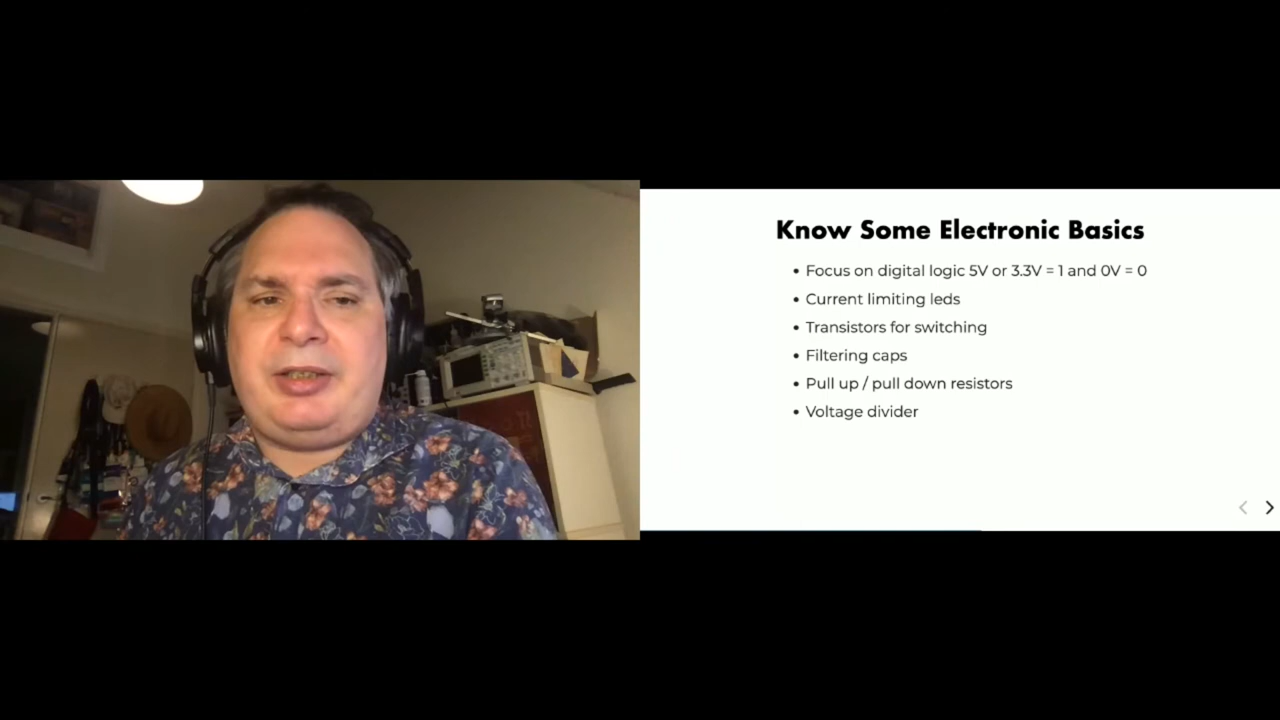 Know Some Electronic Basics
• Focus on digital logic 5V or 3.3V = 1 and 0V = 0
• Current limiting leds
• Transistors for switching
• Filtering caps
• Pull up / pull down resistors
• Voltage divider